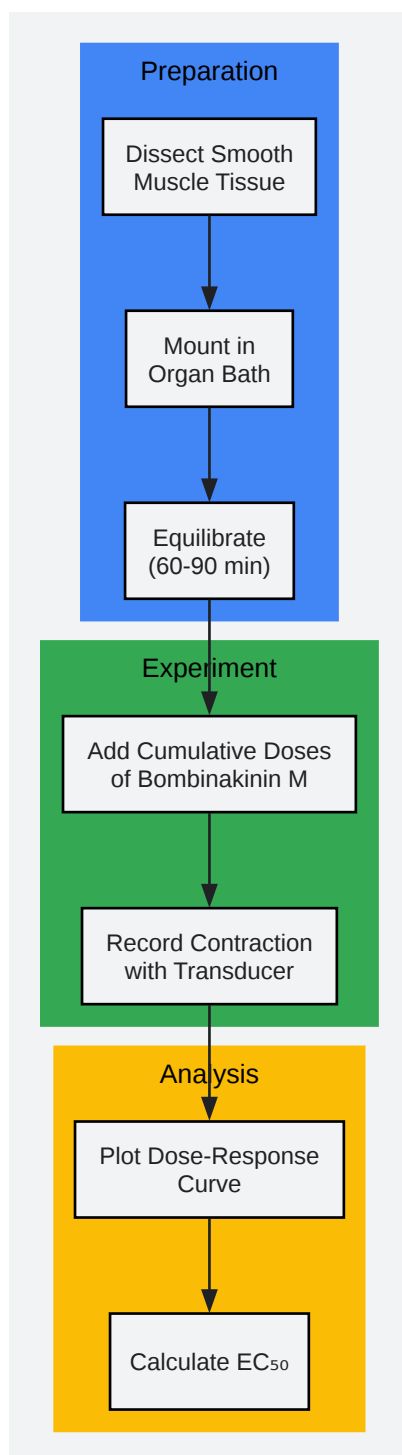 Preparation
Dissect Smooth
Muscle Tissue
Mount in
Organ Bath
Equilibrate
(60-90 min)
Experiment
Add Cumulative Doses
of Bombinakinin M
Record Contraction
with Transducer
Analysis
Plot Dose-Response
Curve
Calculate EC₅₀